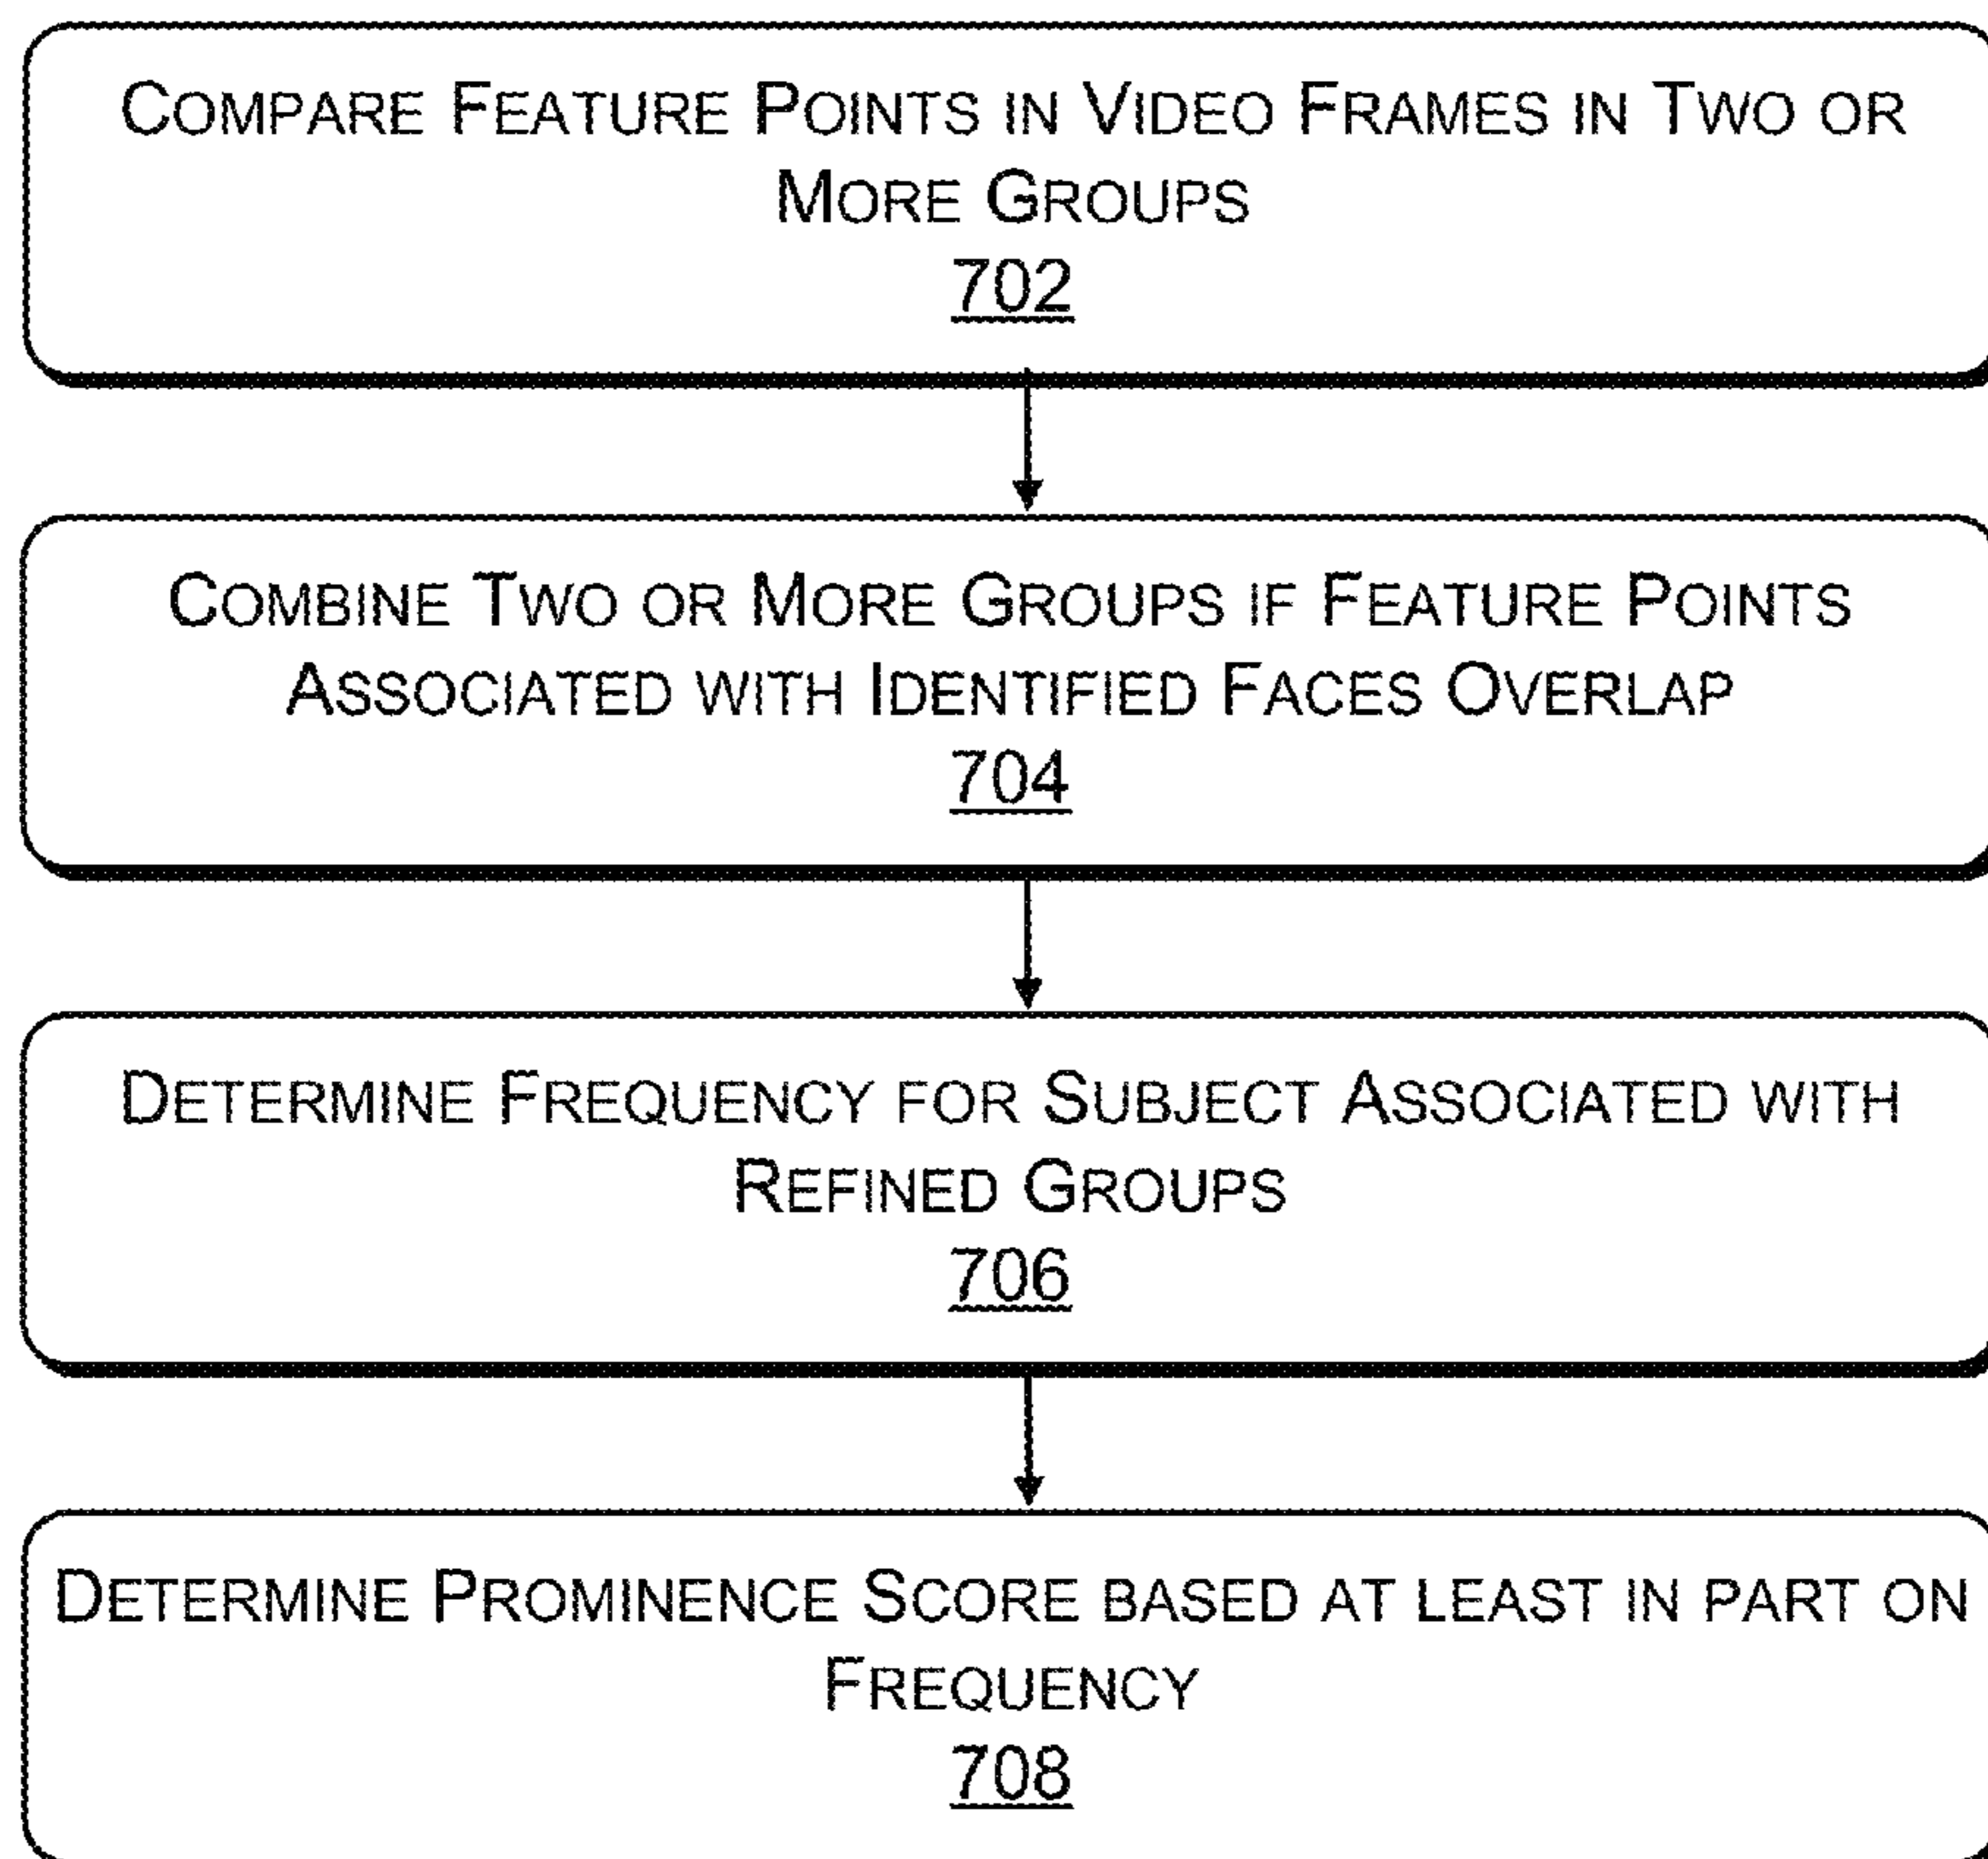 COMPARE FEATURE POINTS IN VIDEO FRAMES IN TWO OR
MORE GROUPS
702
COMBINE TWO OR MORE GROUPS IF FEATURE POINTS
ASSOCIATED WITH IDENTIFIED FACES OVERLAP
704
DETERMINE FREQUENCY FOR SUBJECT ASSOCIATED WITH
REFINED GROUPS
706
DETERMINE PROMINENCE SCORE BASED AT LEAST IN PART ON
FREQUENCY
708